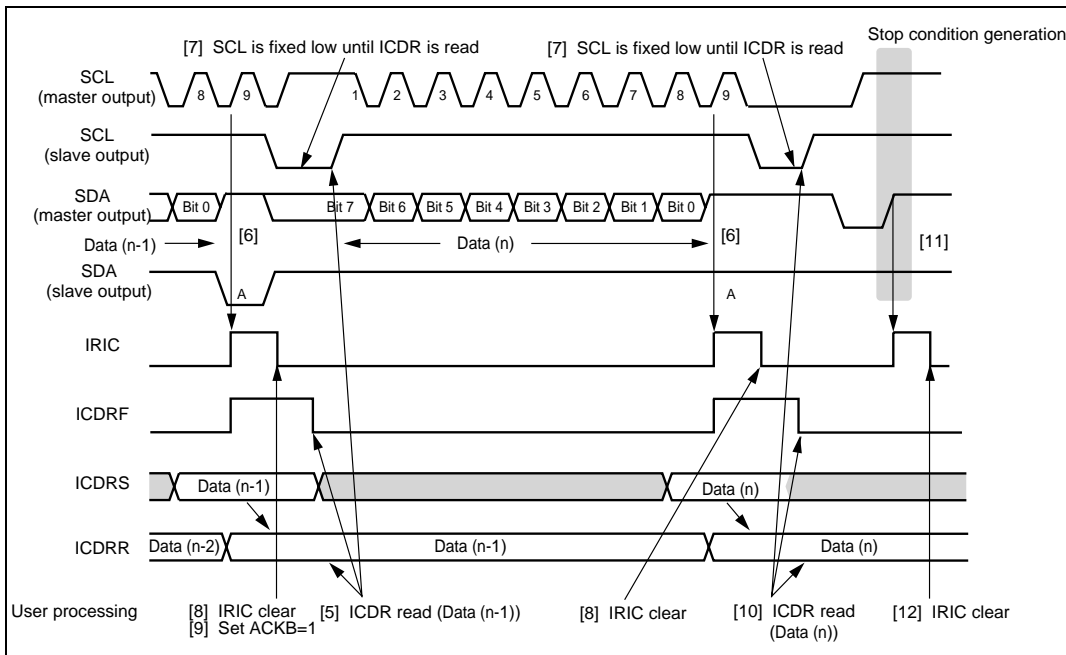 Stop condition generation
[7] SCL is fixed low until ICDR is read
[7] SCL is fixed low until ICDR is read
SCL
(master output)
8
9
1
2
3
4
5
6
7
8
9
SCL
(slave output)
SDA
(master output)
Bit 0
Bit 7
Bit 6
Bit 5
Bit 4
Bit 3
Bit 2
Bit 1
Bit 0
Data (n-1)
[6]
Data (n)
[6]
[11]
SDA
(slave output)
A
A
IRIC
ICDRF
ICDRS
Data (n-1)
Data (n)
ICDRR
Data (n-2)
Data (n-1)
Data (n)
User processing
[8] IRIC clear
[9] Set ACKB=1
[5] ICDR read (Data (n-1))
[8] IRIC clear
[10] ICDR read
(Data (n))
[12] IRIC clear